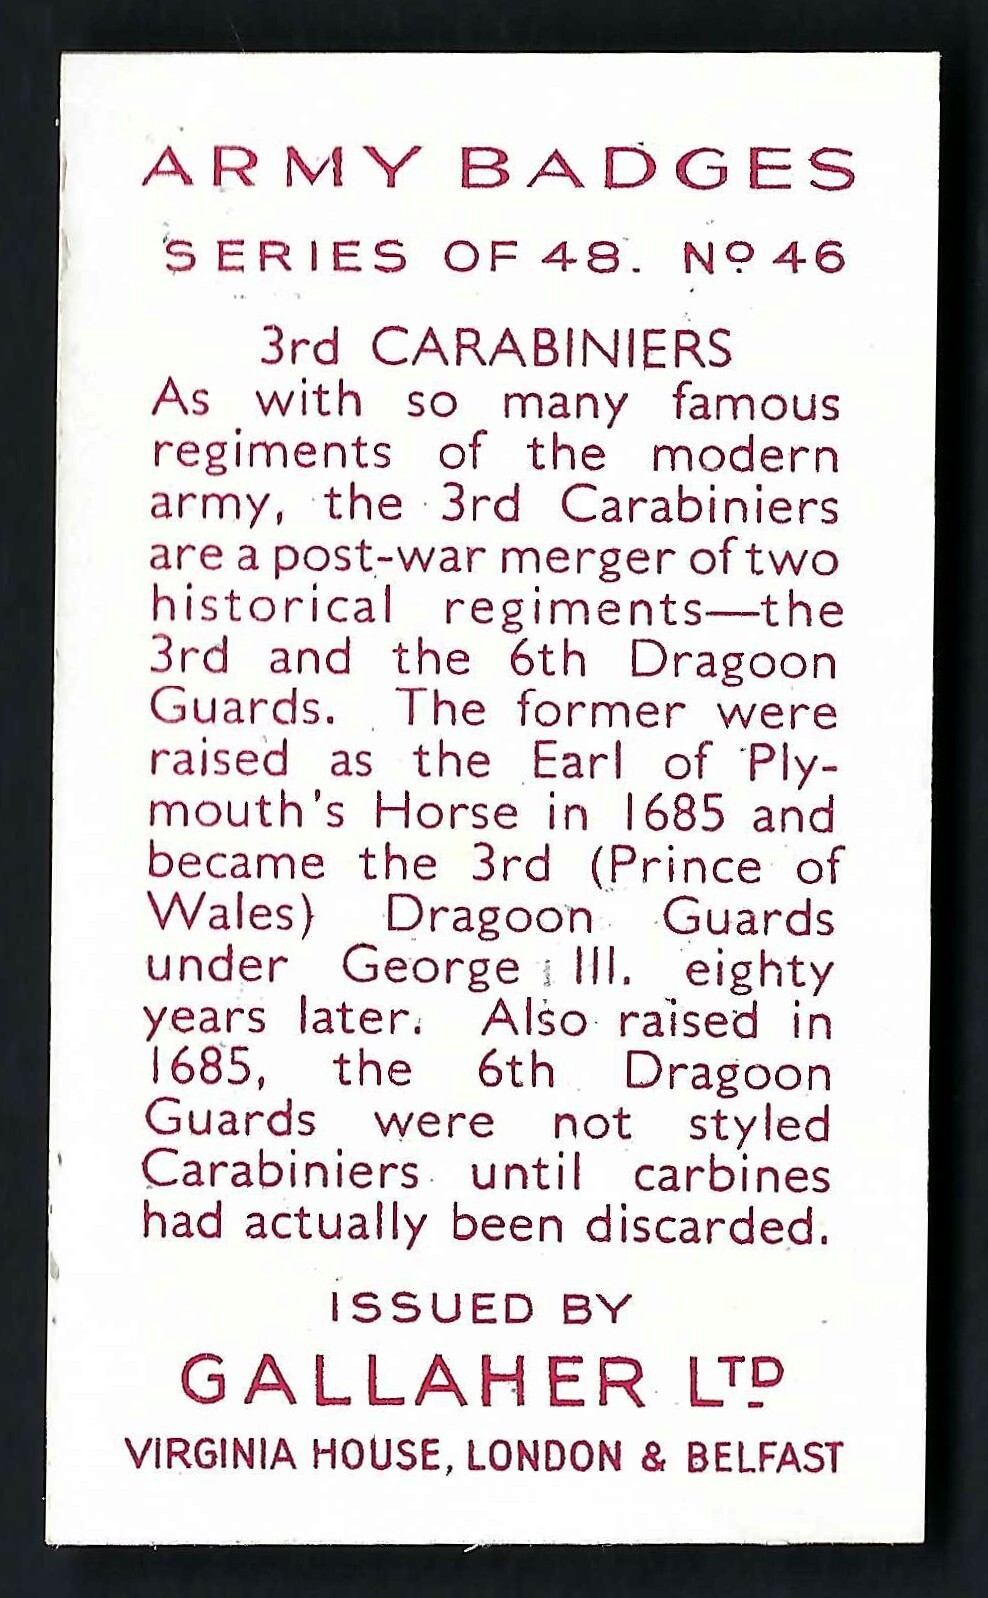 ARMY BADGES
SERIES OF 48. No 46
3rd CARABINIERS
As with so many famous
regiments of the modern
army, the 3rd Carabiniers
are a post-war merger of two
historical regiments—the
3rd and the 6th Dragoon
Guards. The former were
raised as the Earl of Ply-
mouth's Horse in 1685 and
became the 3rd (Prince of
Wales) Dragoon Guards
under George III. eighty
years later. Also raised in
1685, the 6th Dragoon
Guards were not styled
Carabiniers until carbines
had actually been discarded.
ISSUED BY
GALLAHER LTD
VIRGINIA HOUSE, LONDON & BELFAST